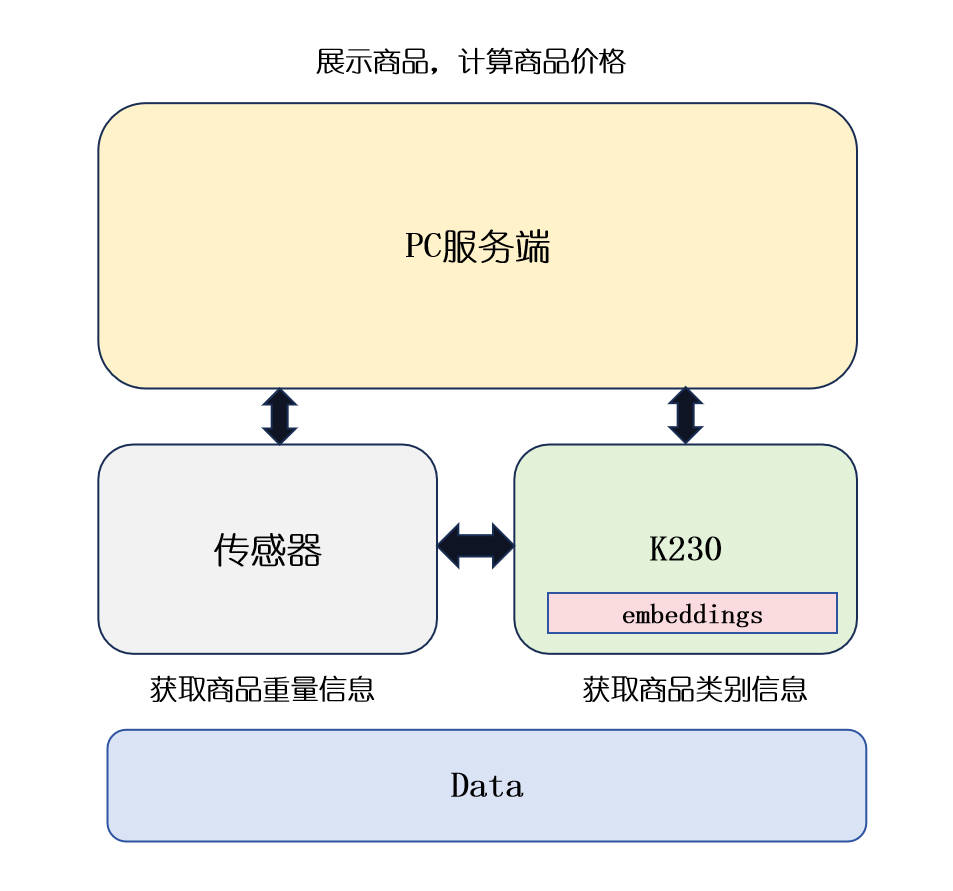 展示商品，计算商品价格
PC服务端
传感器
K230
embeddings
获取商品重量信息
获取商品类别信息
Data